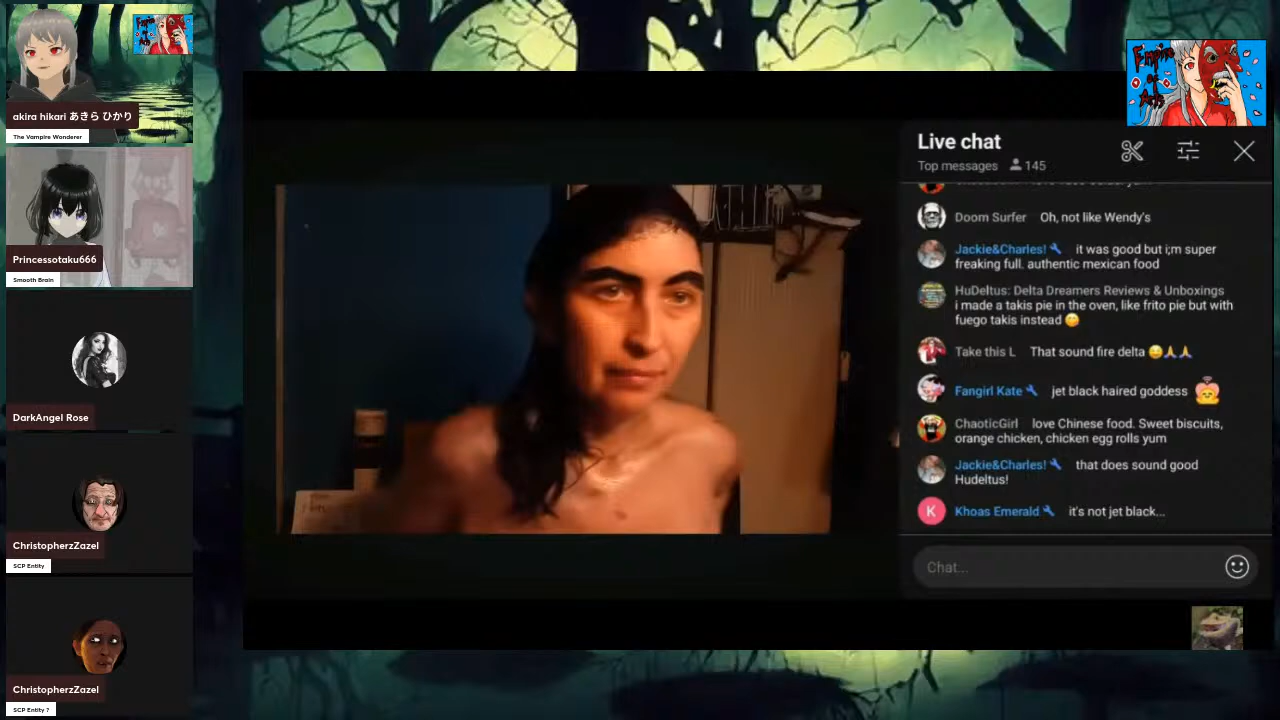 akira hikari あきら ひかり
The Vampire Wonderer
Princessotaku666
Smooth Brain
DarkAngel Rose
ChristopherzZazel
SCP Entity
ChristopherzZazel
SCP Entity ?
Empire
of
Arts
Live chat
Top messages 145
Doom Surfer Oh, not like Wendy's
Jackie&Charles! it was good but i;m super
freaking full. authentic mexican food
HuDeltus: Delta Dreamers Reviews & Unboxings
i made a takis pie in the oven, like frito pie but with
fuego takis instead 😋
Take this L That sound fire delta 😄🙏🙏
Fangirl Kate jet black haired goddess
ChaoticGirl love Chinese food. Sweet biscuits,
orange chicken, chicken egg rolls yum
Jackie&Charles! that does sound good
Hudeltus!
K
Khoas Emerald it's not jet black...
Chat...